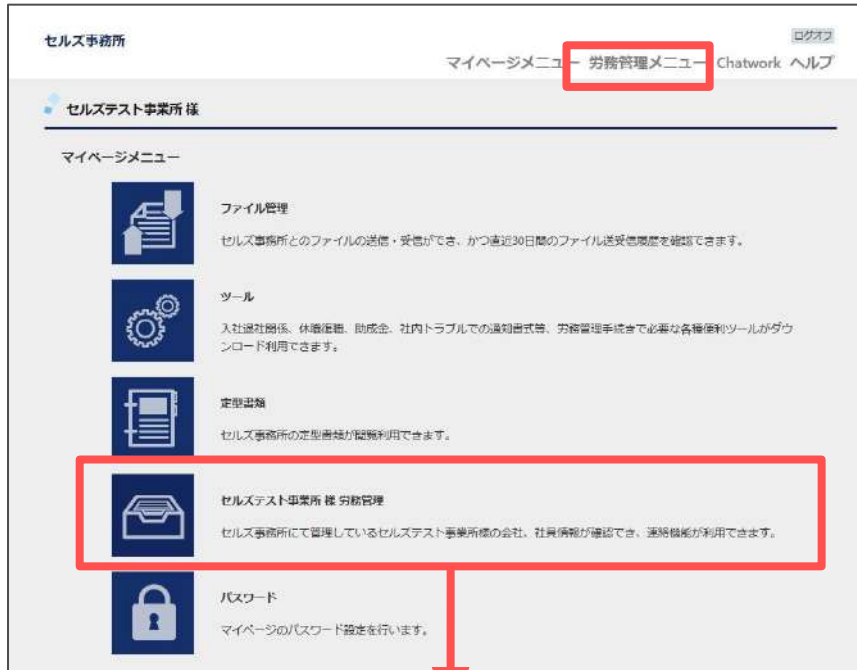 セルズ事務所
ログオフ
マイページメニュー 労務管理メニュー Chatwork ヘルプ
セルズテスト事業所 様
マイページメニュー
ファイル管理
セルズ事務所とのファイルの送信・受信ができ、かつ直近30日間のファイル送受信履歴を確認できます。
ツール
入社退社関係、休職復職、助成金、社内トラブルでの通知書式等、労務管理手続きで必要な各種便利ツールがダウ
ンロード利用できます。
定型書類
セルズ事務所の定型書類が閲覧利用できます。
セルズテスト事業所 様 労務管理
セルズ事務所にて管理しているセルズテスト事業所様の会社、社員情報が確認でき、連絡機能が利用できます。
パスワード
マイページのパスワード設定を行います。